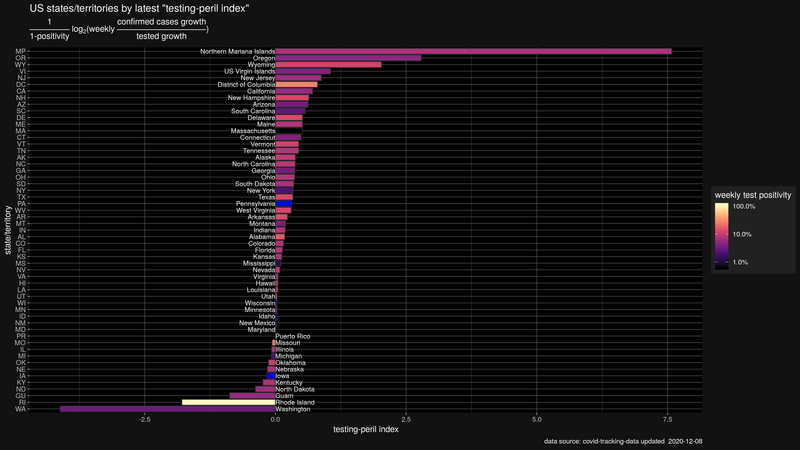 US states/territories by latest "testing-peril index"
1 confirmed cases growth
log2(weekly )
1-positivity tested growth
MP Northern Mariana Islands
OR Oregon
WY Wyoming
VI US Virgin Islands
NJ New Jersey
DC District of Columbia
CA California
NH New Hampshire
AZ Arizona
SC South Carolina
DE Delaware
ME Maine
MA Massachusetts
CT Connecticut
VT Vermont
TN Tennessee
AK Alaska
NC North Carolina
GA Georgia
OH Ohio
SD South Dakota
NY New York
TX Texas
PA Pennsylvania
WV West Virginia
AR Arkansas
MT Montana
IN Indiana
AL Alabama
CO Colorado
FL Florida
KS Kansas
MS Mississippi
NV Nevada
VA Virginia
HI Hawaii
LA Louisiana
UT Utah
WI Wisconsin
MN Minnesota
ID Idaho
NM New Mexico
MD Maryland
PR Puerto Rico
MO Missouri
IL Illinois
MI Michigan
OK Oklahoma
NE Nebraska
IA Iowa
KY Kentucky
ND North Dakota
GU Guam
RI Rhode Island
WA Washington
state/territory
-2.5 0.0 2.5 5.0 7.5
testing-peril index
weekly test positivity
100.0%
10.0%
1.0%
data source: covid-tracking-data updated 2020-12-08